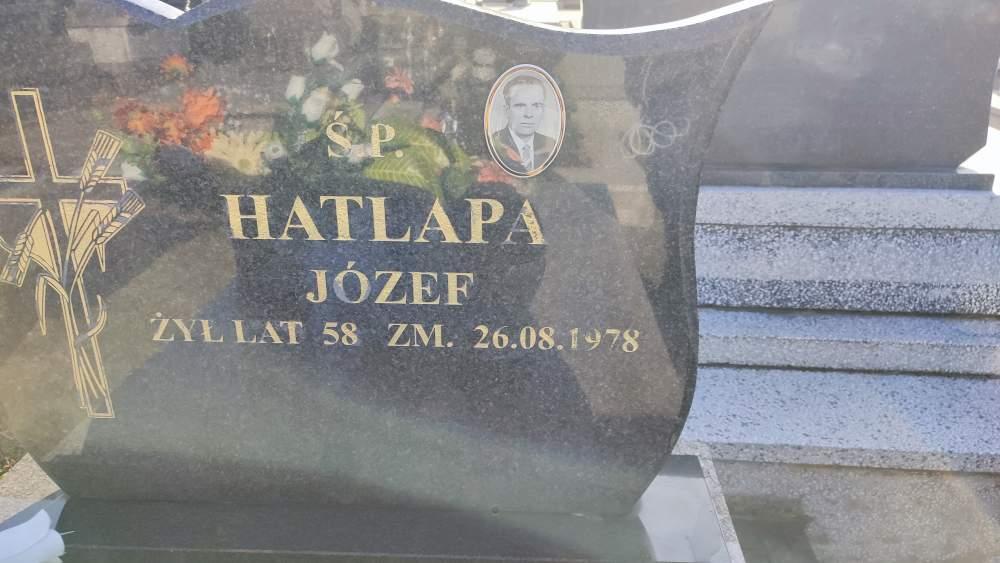 Ś.P.
HATLAPA
JÓZEF
ŻYŁ LAT 58 ZM. 26.08.1978